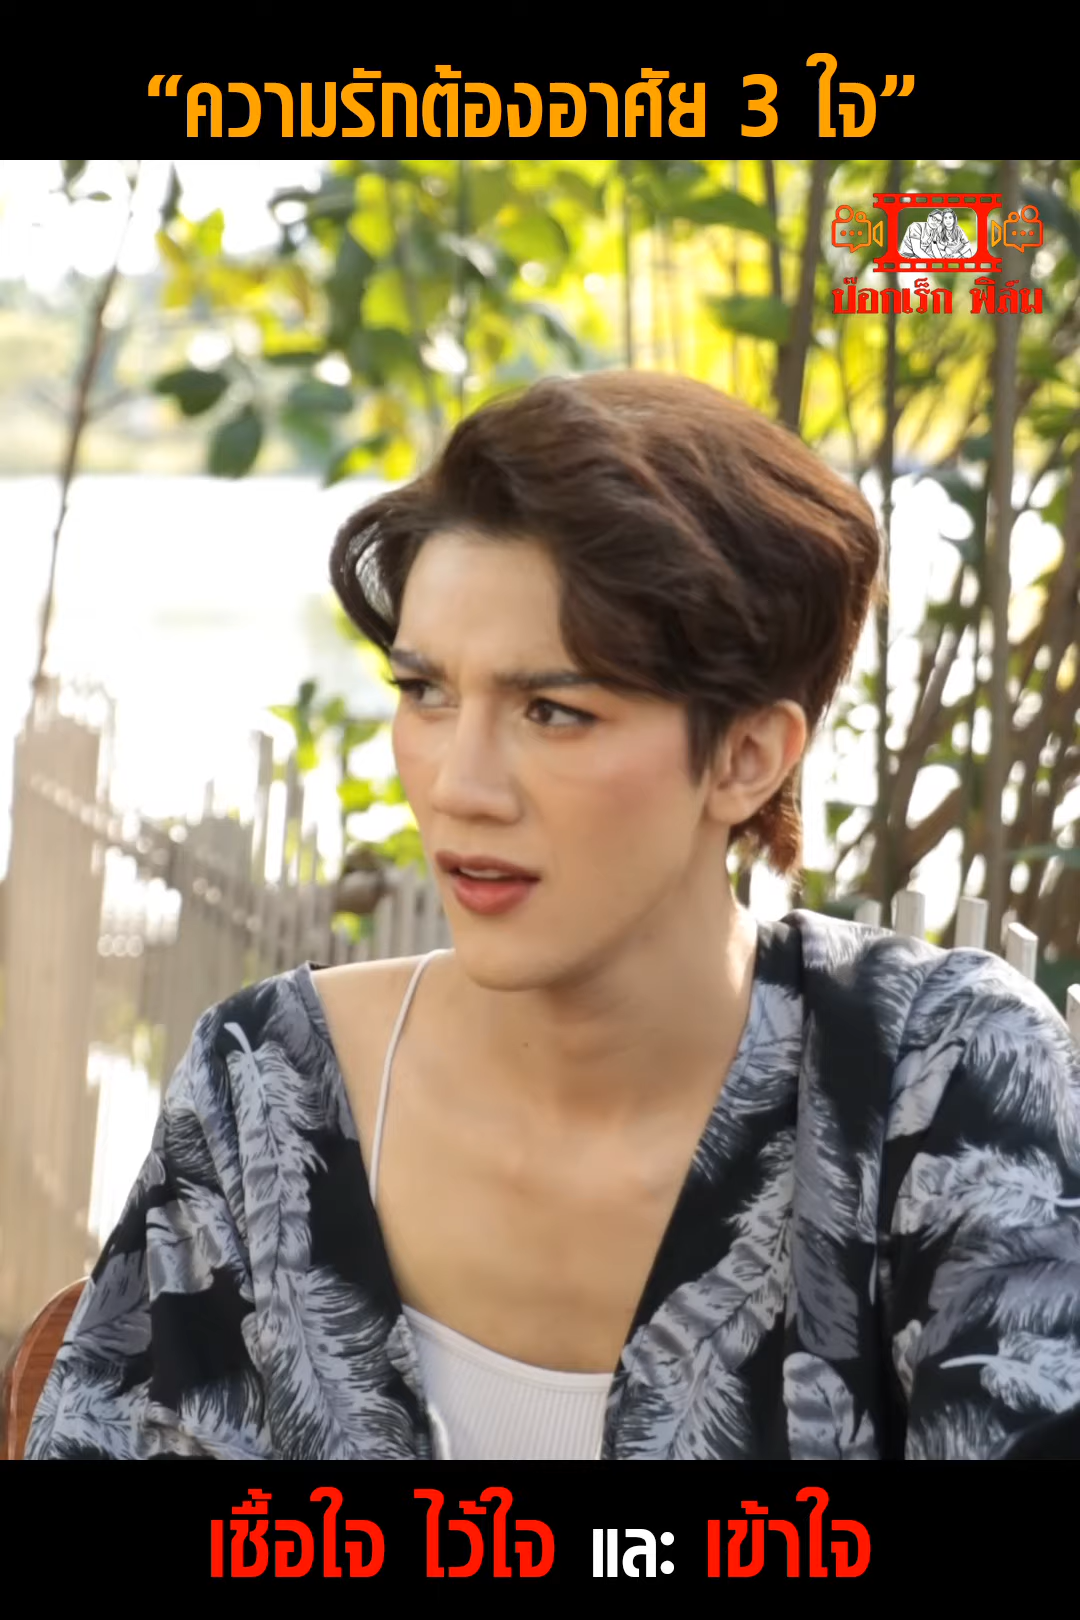 “ความรักต้องอาศัย 3 ใจ”
ป๊อกเร็ก ฟิล์ม
เชื้อใจ ไว้ใจ และ เข้าใจ